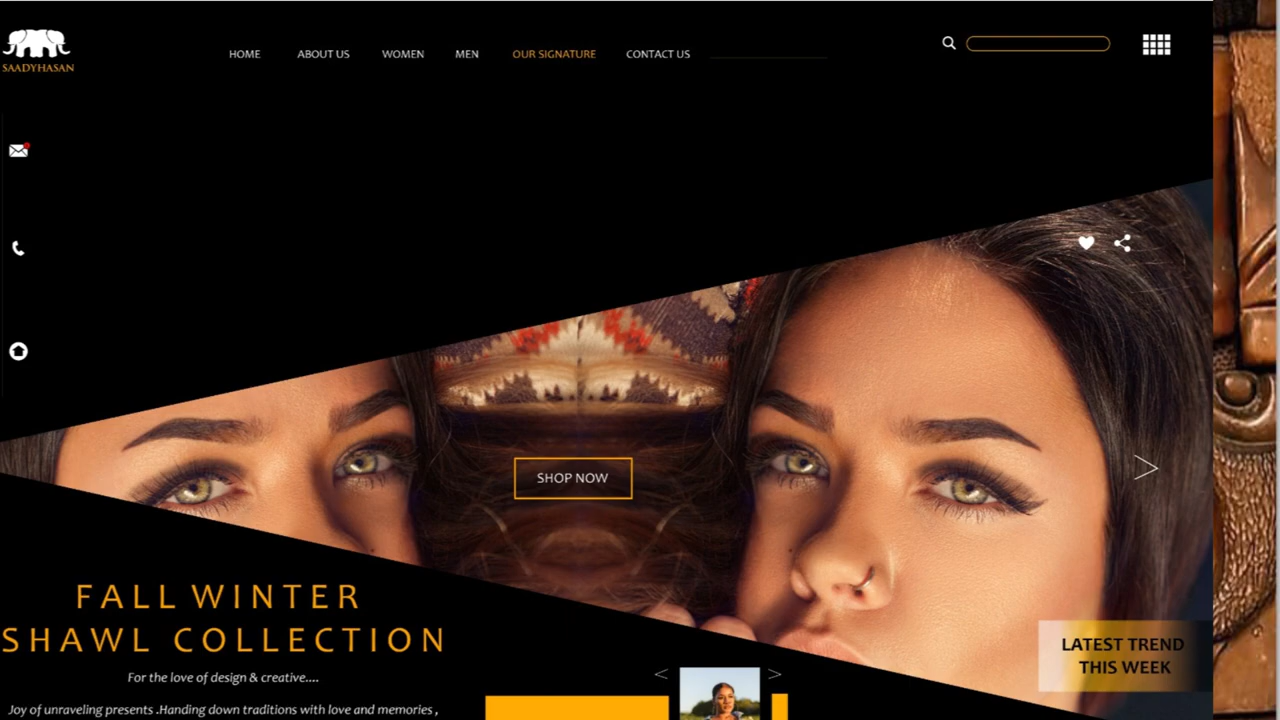 SAADYHASAN
HOME ABOUT US WOMEN MEN OUR SIGNATURE CONTACT US
SHOP NOW
FALL WINTER
SHAWL COLLECTION
For the love of design & creative....
Joy of unraveling presents .Handing down traditions with love and memories ,
LATEST TREND
THIS WEEK